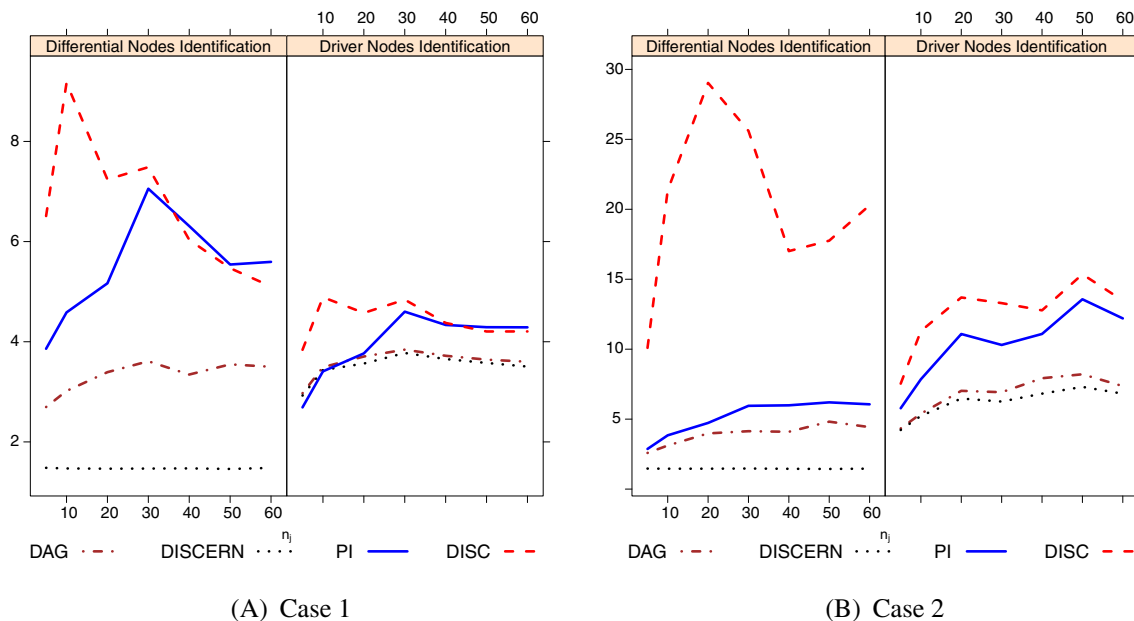 10 20 30 40 50 60
10 20 30 40 50 60
Differential Nodes Identification Driver Nodes Identification
Differential Nodes Identification Driver Nodes Identification
8
6
4
2
30
25
20
15
10
5
10 20 30 40 50 60
10 20 30 40 50 60
nj
nj
DAG DISCERN PI DISC
DAG DISCERN PI DISC
(A) Case 1
(B) Case 2